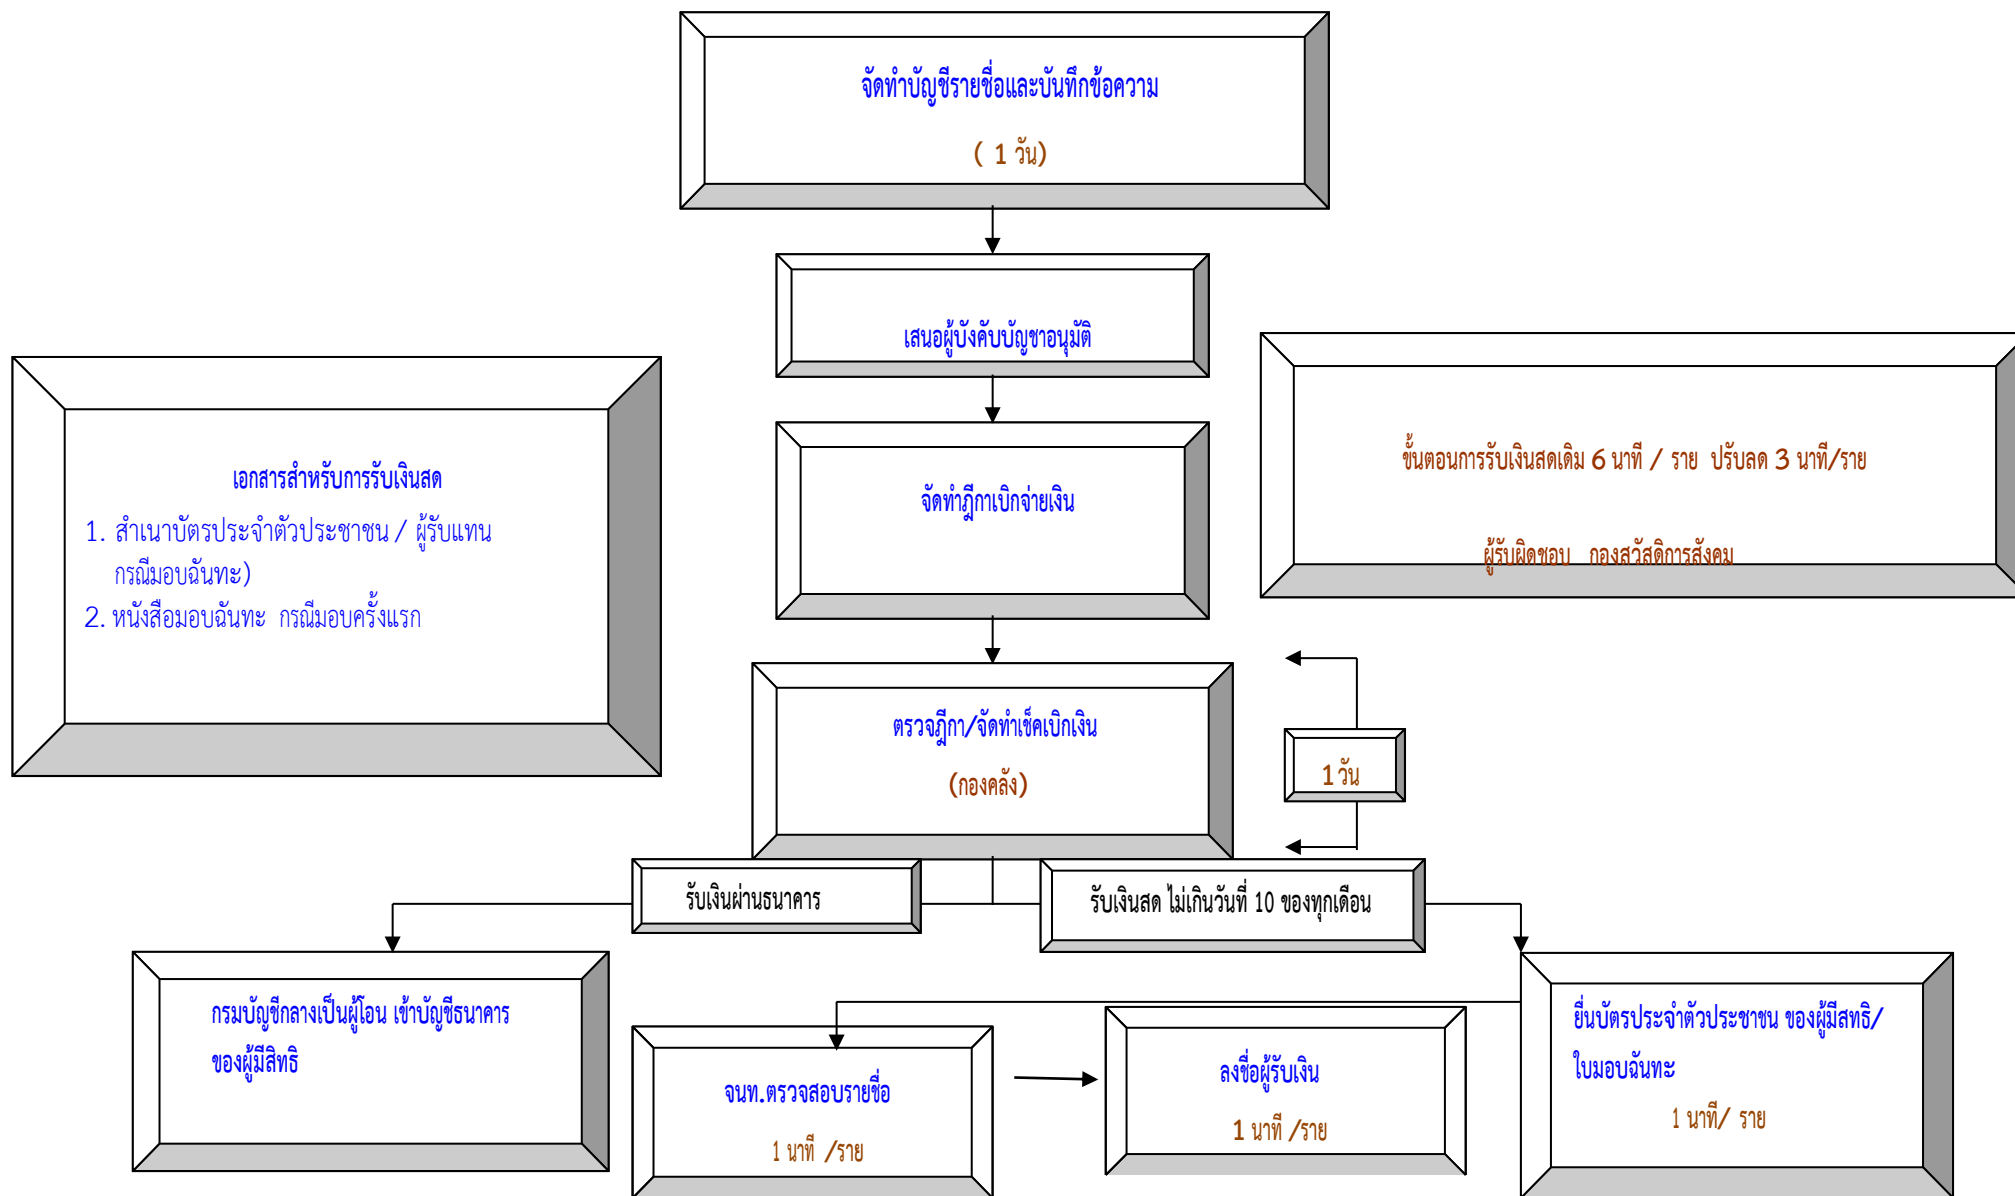 จัดทำบัญชีรายชื่อและบันทึกข้อความ
( 1 วัน)
เสนอผู้บังคับบัญชาอนุมัติ
เอกสารสำหรับการรับเงินสด
1. สำเนาบัตรประจำตัวประชาชน / ผู้รับแทน
กรณีมอบฉันทะ)
2. หนังสือมอบฉันทะ กรณีมอบครั้งแรก
จัดทำฎีกาเบิกจ่ายเงิน
ขั้นตอนการรับเงินสดเดิม 6 นาที / ราย ปรับลด 3 นาที/ราย
ผู้รับผิดชอบ กองสวัสดิการสังคม
ตรวจฎีกา/จัดทำเช็คเบิกเงิน
(กองคลัง)
1 วัน
รับเงินผ่านธนาคาร
รับเงินสด ไม่เกินวันที่ 10 ของทุกเดือน
กรมบัญชีกลางเป็นผู้โอน เข้าบัญชีธนาคาร
ของผู้มีสิทธิ
จนท.ตรวจสอบรายชื่อ
1 นาที /ราย
ลงชื่อผู้รับเงิน
1 นาที /ราย
ยื่นบัตรประจำตัวประชาชน ของผู้มีสทธิ/
ใบมอบฉันทะ
1 นาที/ ราย